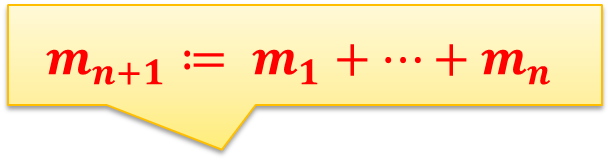 m_{n+1} := m_1 + ⋯ + m_n